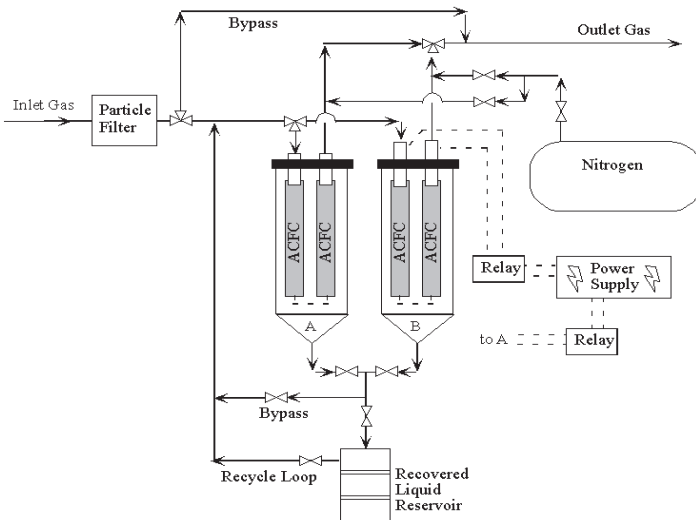 Bypass
Outlet Gas
Inlet Gas
Particle
Filter
Nitrogen
ACFC
ACFC
ACFC
ACFC
Relay
Power
Supply
A
B
to A
Relay
Bypass
Recycle Loop
Recovered
Liquid
Reservoir